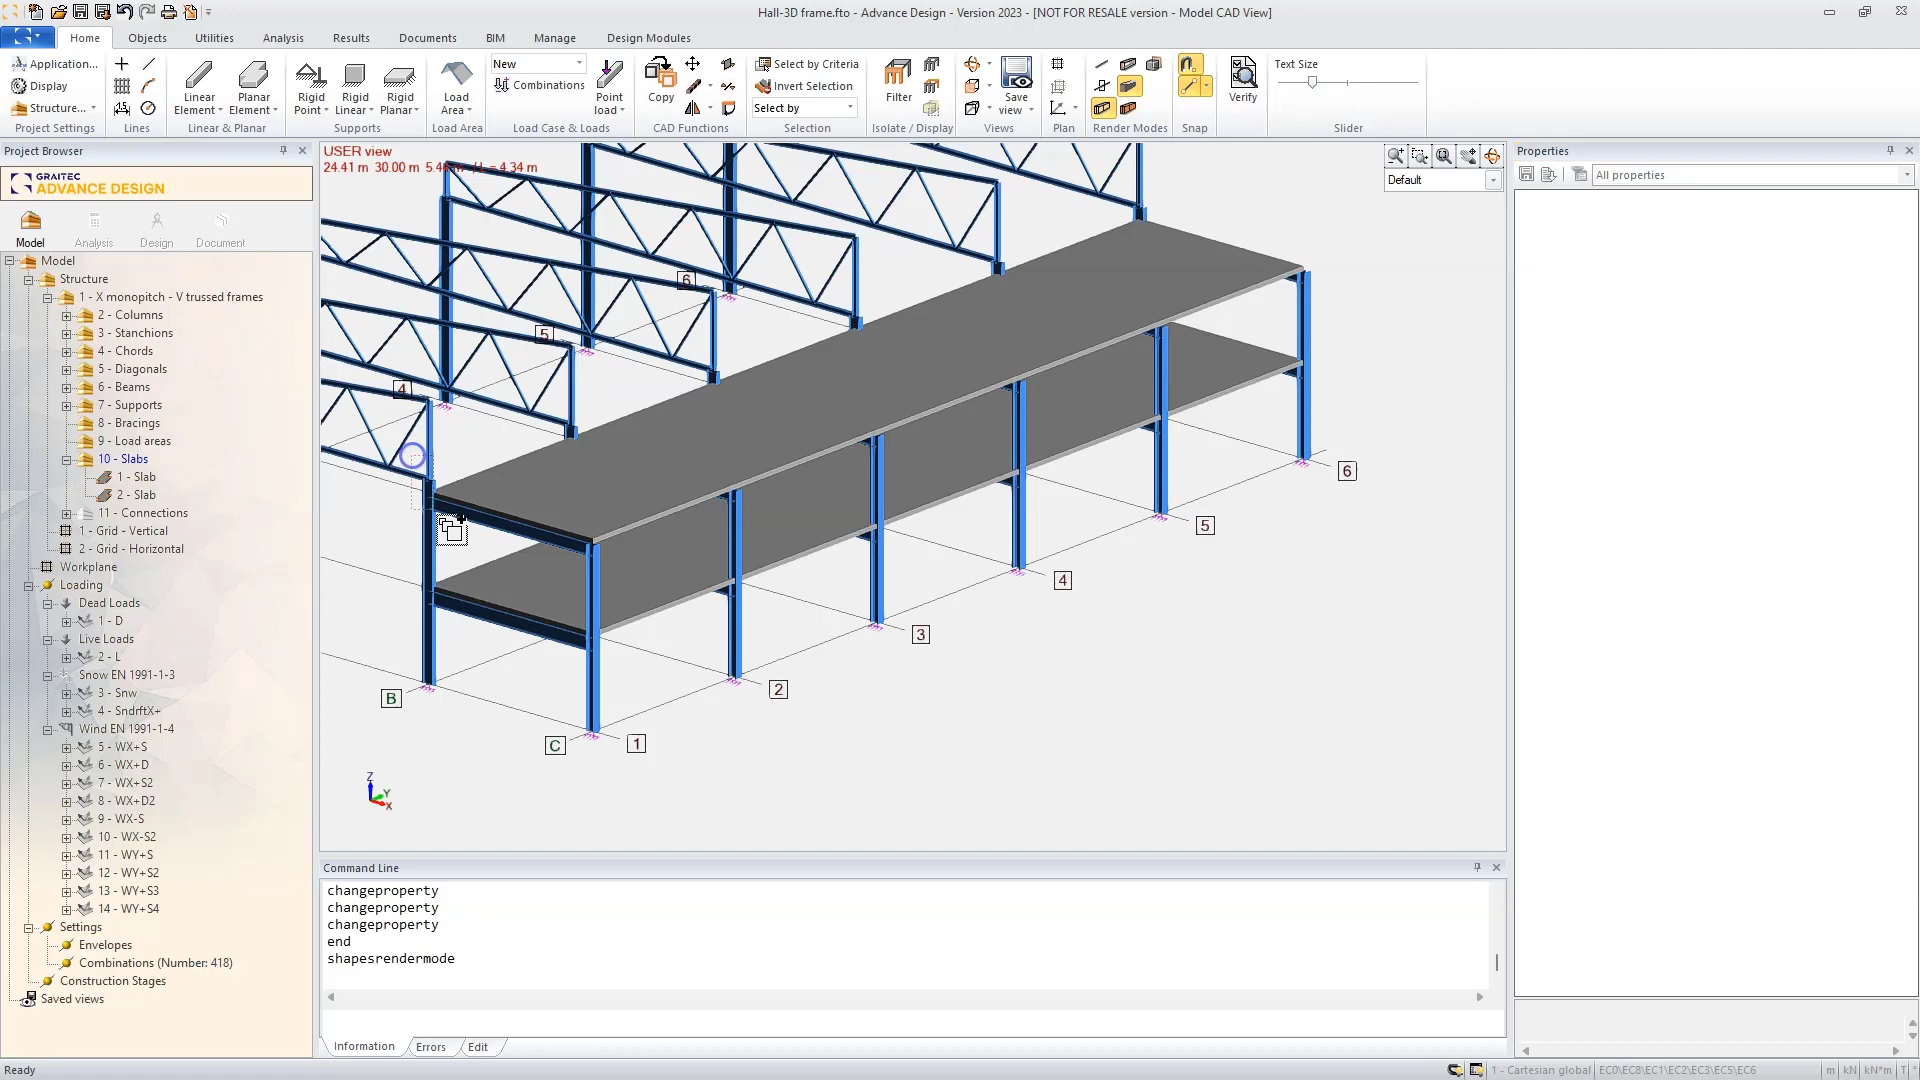 Hall-3D frame.fto - Advance Design - Version 2023 - [NOT FOR RESALE version - Model CAD View]
Home
Objects
Utilities
Analysis
Results
Documents
BIM
Manage
Design Modules
Application...
Display
Structure...
Project Settings
Lines
Linear Element
Planar Element
Linear & Planar
Rigid Point
Rigid Linear
Rigid Planar
Supports
Load Area
Load Area
New
Combinations
Point load
Load Case & Loads
Copy
CAD Functions
Select by Criteria
Invert Selection
Select by
Selection
Filter
Isolate / Display
Save view
Views
Plan
Render Modes
Snap
Verify
Text Size
Slider
Project Browser
GRAITEC
ADVANCE DESIGN
Model
Analysis
Design
Document
Model
Structure
1 - X monopitch - V trussed frames
2 - Columns
3 - Stanchions
4 - Chords
5 - Diagonals
6 - Beams
7 - Supports
8 - Bracings
9 - Load areas
10 - Slabs
1 - Slab
2 - Slab
11 - Connections
1 - Grid - Vertical
2 - Grid - Horizontal
Workplane
Loading
Dead Loads
1 - D
Live Loads
2 - L
Snow EN 1991-1-3
3 - Snw
4 - SndrftX+
Wind EN 1991-1-4
5 - WX+S
6 - WX+D
7 - WX+S2
8 - WX+D2
9 - WX-S
10 - WX-S2
11 - WY+S
12 - WY+S2
13 - WY+S3
14 - WY+S4
Settings
Envelopes
Combinations (Number: 418)
Construction Stages
Saved views
USER view
24.41 m 30.00 m
L = 4.34 m
Default
6
5
4
6
5
4
3
2
1
B
C
Z
Y
X
Command Line
changeproperty
changeproperty
changeproperty
end
shapesrendermode
Information
Errors
Edit
Properties
All properties
Ready
1 - Cartesian global
EC0\EC8\EC1\EC2\EC3\EC5\EC6
m
kN
kN*m
T